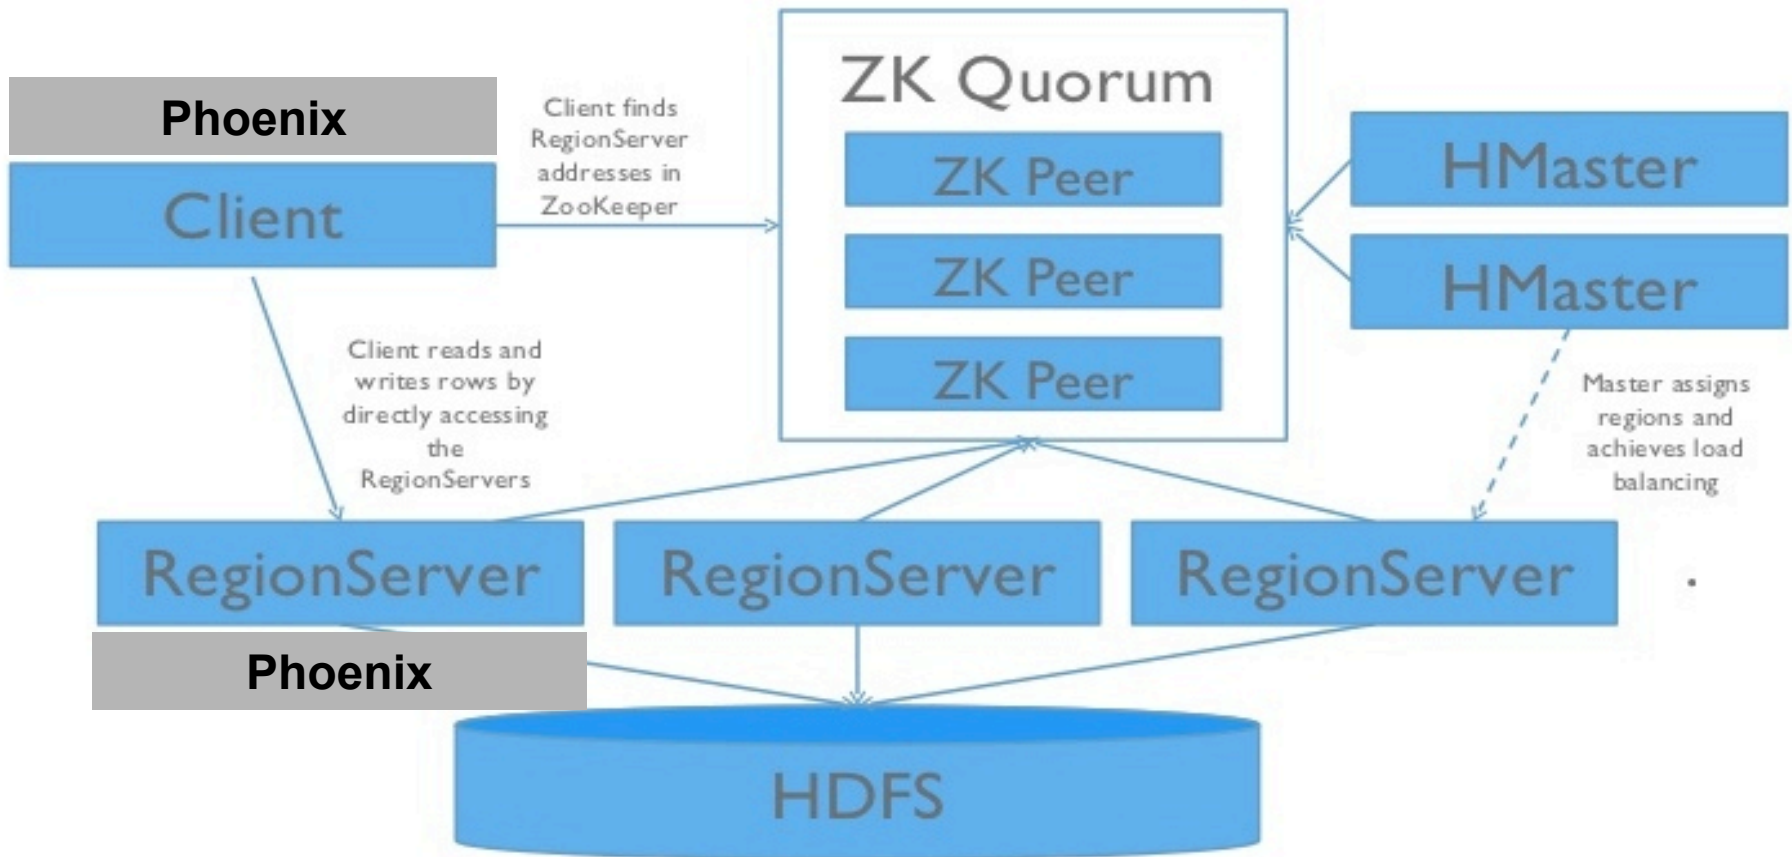 Phoenix
Client
Client finds
RegionServer
addresses in
ZooKeeper
ZK Quorum
ZK Peer
ZK Peer
ZK Peer
HMaster
HMaster
Client reads and
writes rows by
directly accessing
the
RegionServers
Master assigns
regions and
achieves load
balancing
RegionServer
RegionServer
RegionServer
Phoenix
HDFS